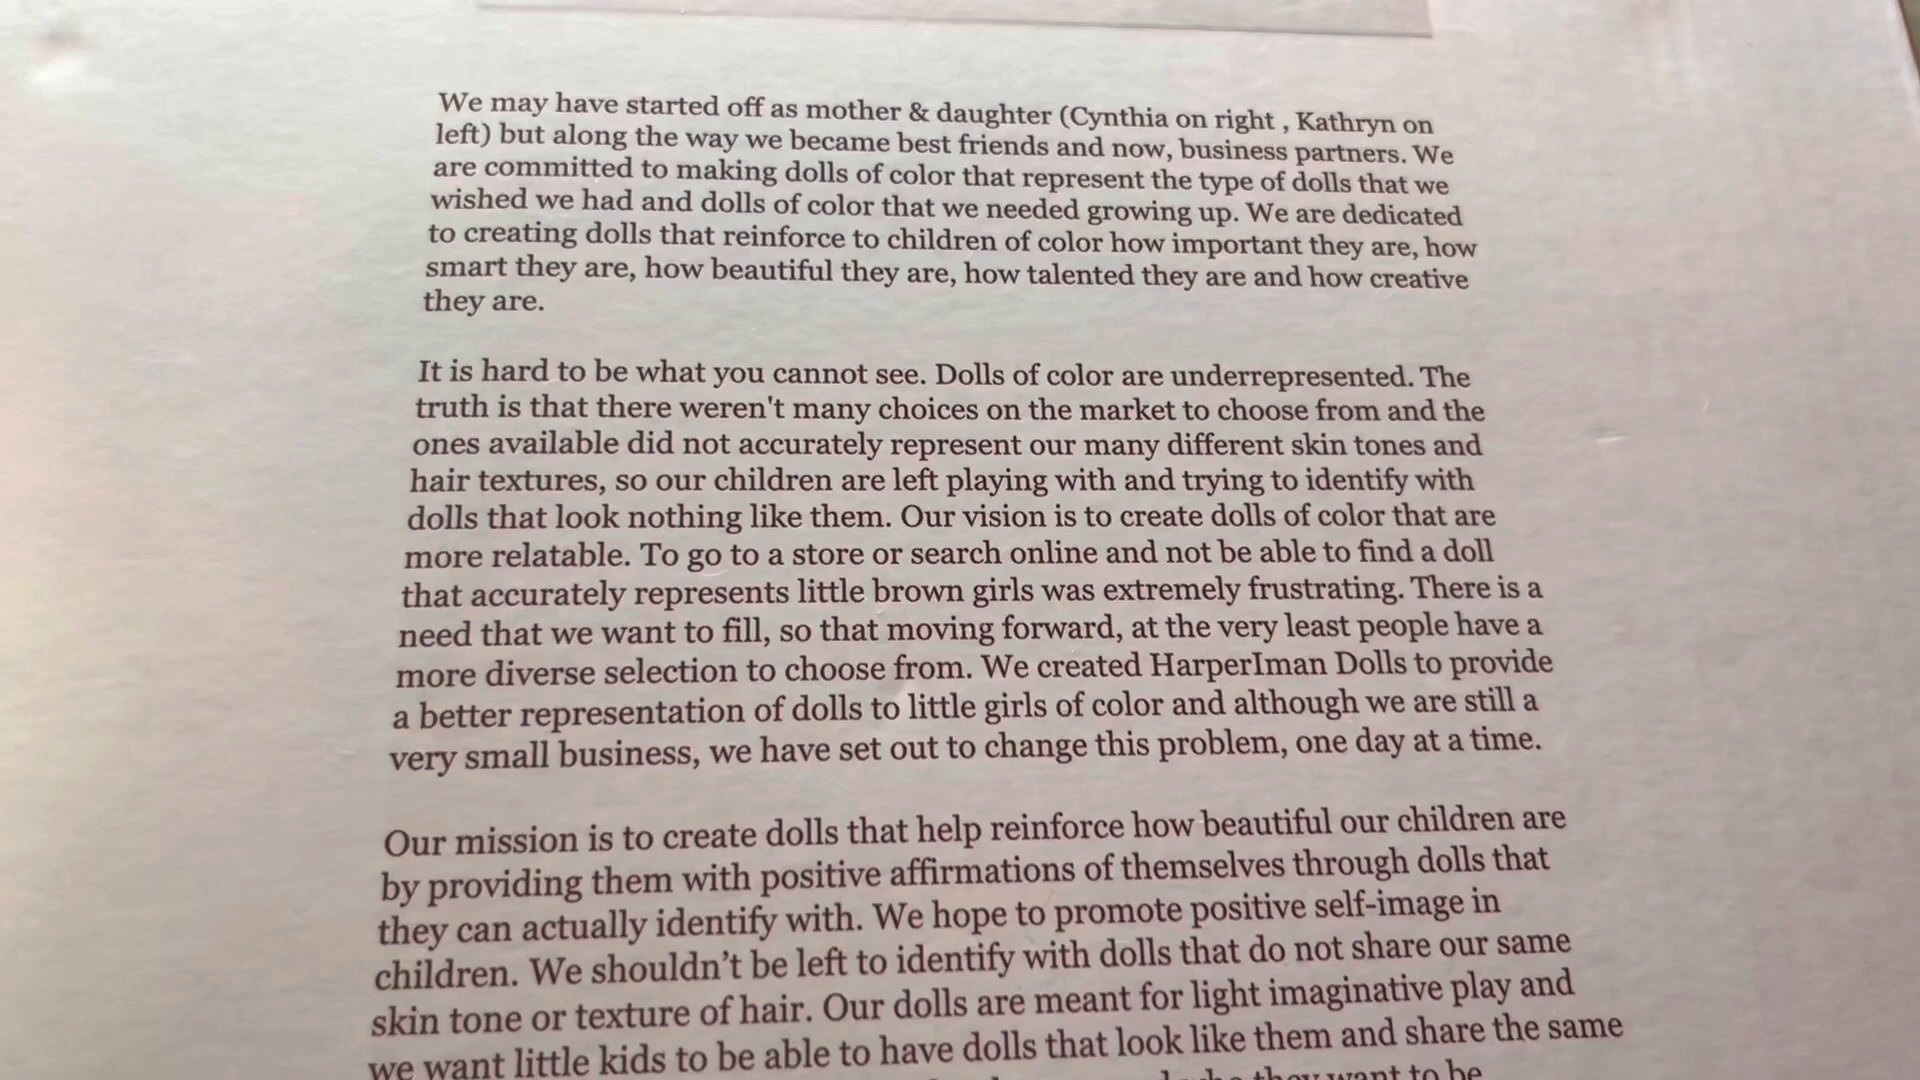 We may have started off as mother & daughter (Cynthia on right , Kathryn on
left) but along the way we became best friends and now, business partners. We
are committed to making dolls of color that represent the type of dolls that we
wished we had and dolls of color that we needed growing up. We are dedicated
to creating dolls that reinforce to children of color how important they are, how
smart they are, how beautiful they are, how talented they are and how creative
they are.
It is hard to be what you cannot see. Dolls of color are underrepresented. The
truth is that there weren't many choices on the market to choose from and the
ones available did not accurately represent our many different skin tones and
hair textures, so our children are left playing with and trying to identify with
dolls that look nothing like them. Our vision is to create dolls of color that are
more relatable. To go to a store or search online and not be able to find a doll
that accurately represents little brown girls was extremely frustrating. There is a
need that we want to fill, so that moving forward, at the very least people have a
more diverse selection to choose from. We created HarperIman Dolls to provide
a better representation of dolls to little girls of color and although we are still a
very small business, we have set out to change this problem, one day at a time.
Our mission is to create dolls that help reinforce how beautiful our children are
by providing them with positive affirmations of themselves through dolls that
they can actually identify with. We hope to promote positive self-image in
children. We shouldn’t be left to identify with dolls that do not share our same
skin tone or texture of hair. Our dolls are meant for light imaginative play and
we want little kids to be able to have dolls that look like them and share the same
they want to be